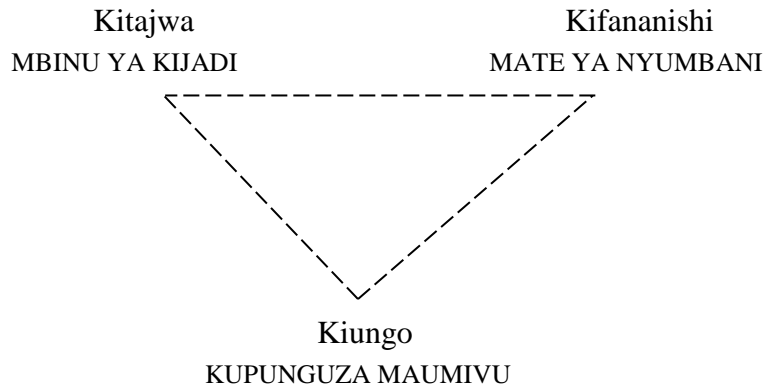 Kitajwa
MBINU YA KIJADI
Kifananishi
MATE YA NYUMBANI
Kiungo
KUPUNGUZA MAUMIVU